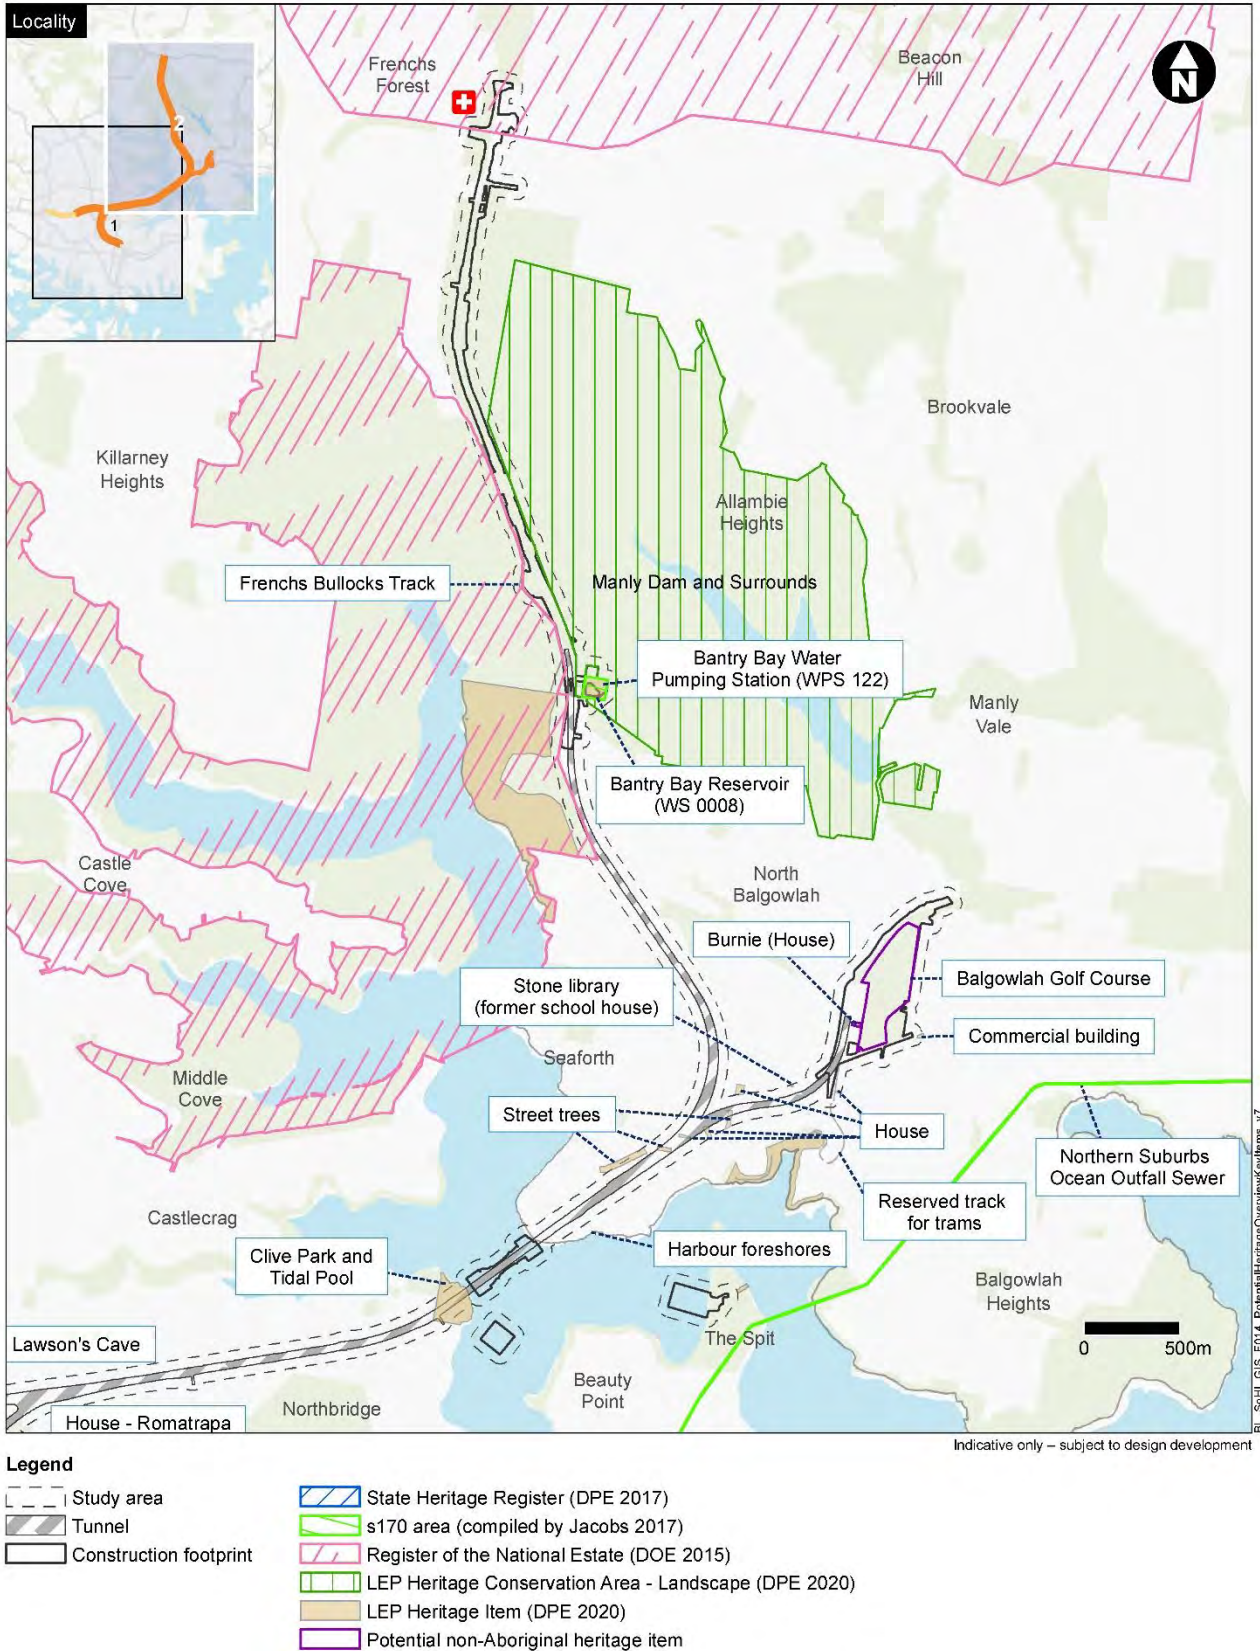 Locality
2
1
Frenchs
Forest
Beacon
Hill
N
Killarney
Heights
Brookvale
Allambie
Heights
Frenchs Bullocks Track
Manly Dam and Surrounds
Bantry Bay Water
Pumping Station (WPS 122)
Manly
Vale
Bantry Bay Reservoir
(WS 0008)
Castle
Cove
North
Balgowlah
Burnie (House)
Stone library
(former school house)
Balgowlah Golf Course
Commercial building
Seaforth
Middle
Cove
Street trees
House
Northern Suburbs
Ocean Outfall Sewer
Castlecrag
Reserved track
for trams
Clive Park and
Tidal Pool
Harbour foreshores
Balgowlah
Heights
Lawson's Cave
The Spit
0 500m
Beauty
Point
House - Romatrapa
Northbridge
BL_SoHI_GIS_F014_PotentialHeritageOverviewKeyItems_v7
Indicative only – subject to design development
Legend
Study area
Tunnel
Construction footprint
State Heritage Register (DPE 2017)
s170 area (compiled by Jacobs 2017)
Register of the National Estate (DOE 2015)
LEP Heritage Conservation Area - Landscape (DPE 2020)
LEP Heritage Item (DPE 2020)
Potential non-Aboriginal heritage item